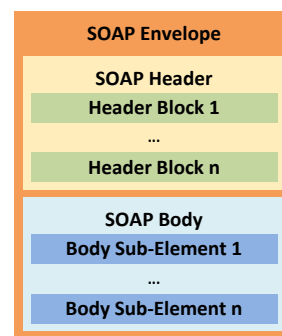 SOAP Envelope
SOAP Header
Header Block 1
...
Header Block n
SOAP Body
Body Sub-Element 1
...
Body Sub-Element n